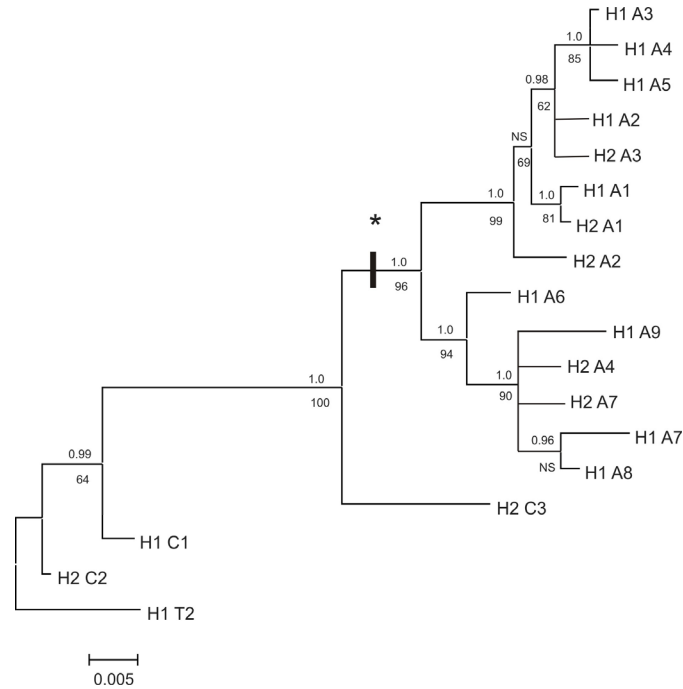 H1 A3
1.0
H1 A4
85
0.98
H1 A5
62
H1 A2
NS
H2 A3
69
1.0
H1 A1
1.0
81
H2 A1
99
*
H2 A2
1.0
96
H1 A6
1.0
H1 A9
94
H2 A4
1.0
90
H2 A7
1.0
100
0.96
H1 A7
NS
H1 A8
0.99
64
H2 C3
H1 C1
H2 C2
H1 T2
0.005